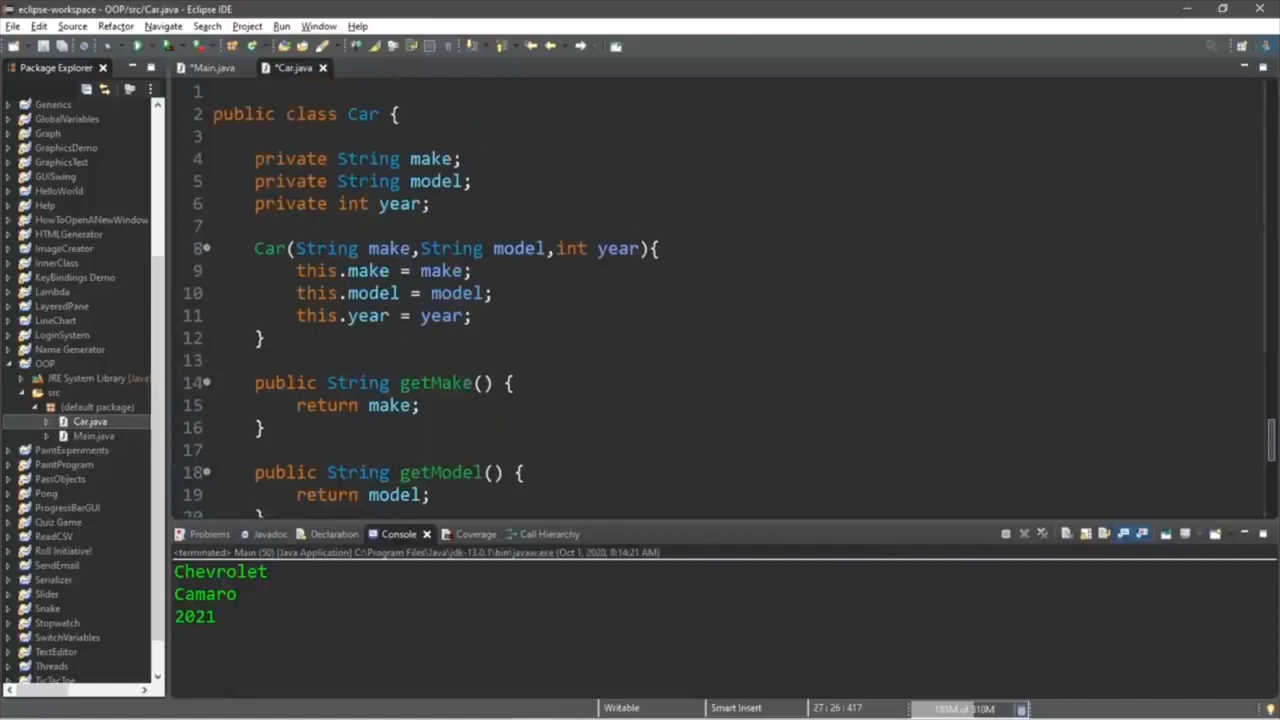 eclipse-workspace - OOP/src/Car.java - Eclipse IDE
File Edit Source Refactor Navigate Search Project Run Window Help
Package Explorer
*Main.java *Car.java
Generics
GlobalVariables
Graph
GraphicsDemo
GraphicsTest
GUISwing
HelloWorld
Help
HowToOpenANewWindow
HTMLGenerator
ImageCreator
InnerClass
KeyBindings Demo
Lambda
LayeredPane
LineChart
LoginSystem
Name Generator
OOP
JRE System Library [Java
src
(default package)
Car.java
Main.java
PaintExperiments
PaintProgram
PassObjects
Pong
ProgressBarGUI
Quiz Game
ReadCSV
Roll Initiative!
SendEmail
Serializer
Slider
Snake
Stopwatch
SwitchVariables
TextEditor
Threads
TicTacToe
1
2 public class Car {
3
4 private String make;
5 private String model;
6 private int year;
7
8 Car(String make,String model,int year){
9 this.make = make;
10 this.model = model;
11 this.year = year;
12 }
13
14 public String getMake() {
15 return make;
16 }
17
18 public String getModel() {
19 return model;
20 }
Problems Javadoc Declaration Console Coverage Call Hierarchy
<terminated> Main (50) [Java Application] C:\Program Files\Java\jdk-13.0.1\bin\javaw.exe (Oct 1, 2020, 8:14:21 AM)
Chevrolet
Camaro
2021
Writable Smart Insert 27 : 26 : 417 of 810M